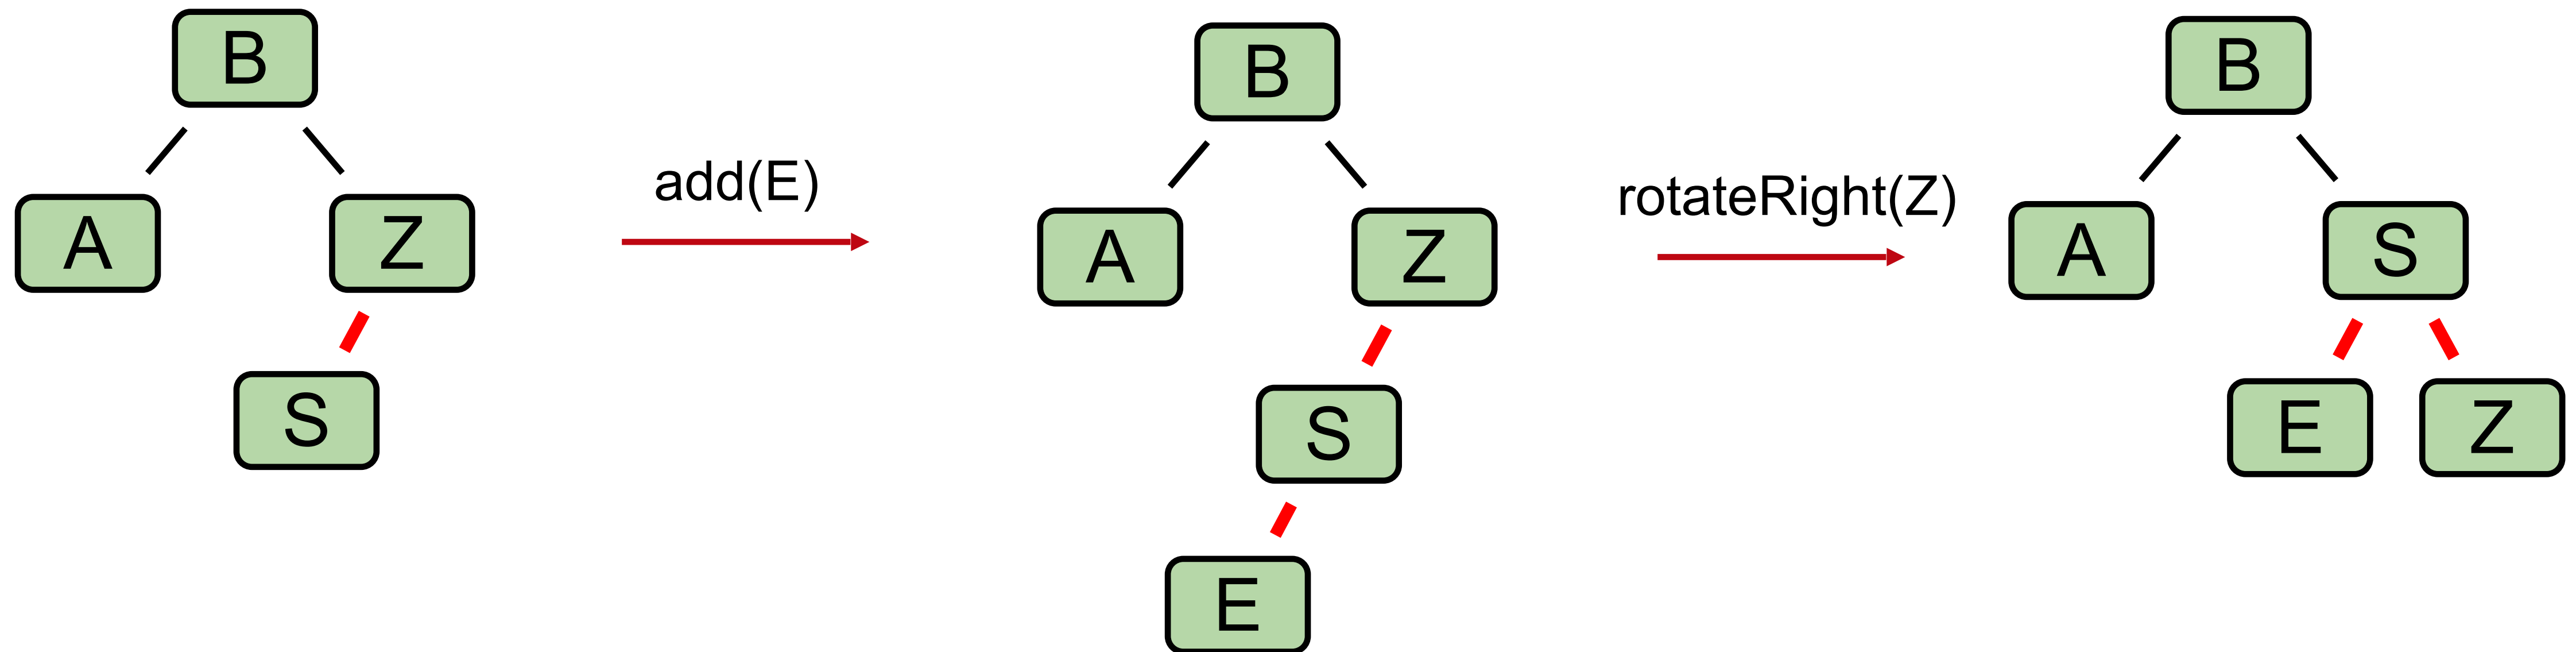 B
A Z
S
add(E)
B
A Z
S
E
rotateRight(Z)
B
A S
E Z